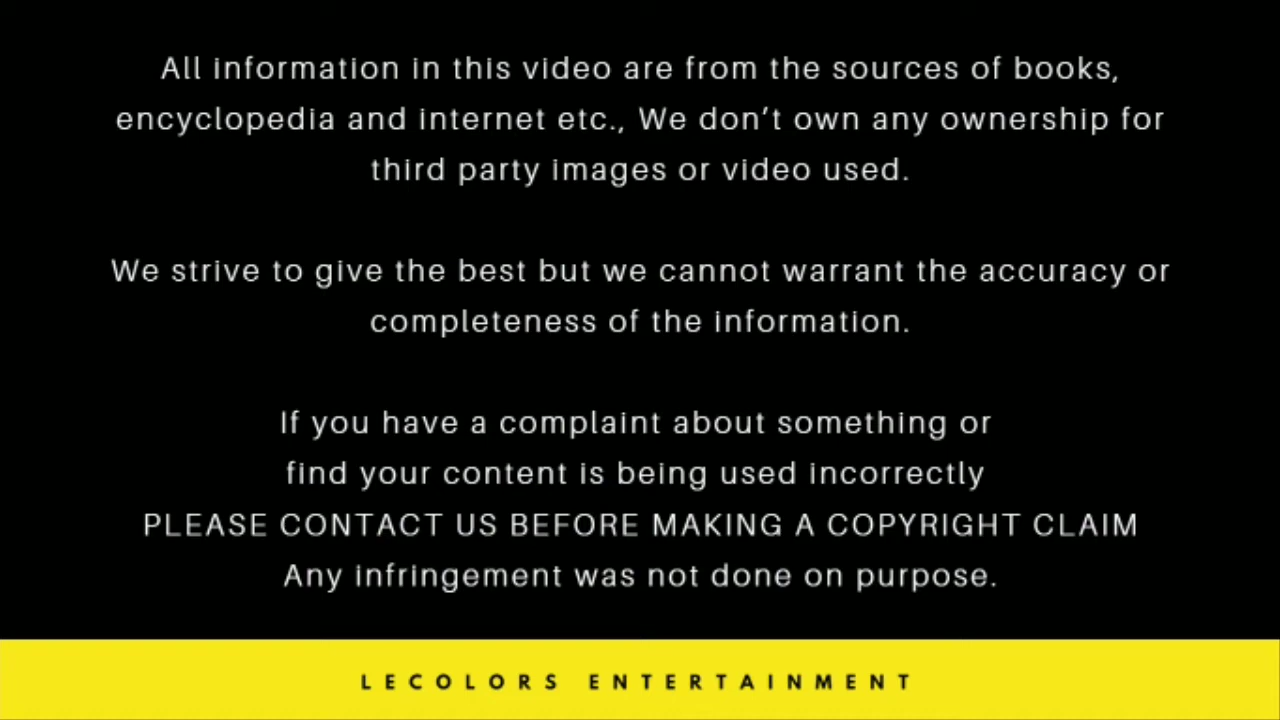 All information in this video are from the sources of books,
encyclopedia and internet etc., We don’t own any ownership for
third party images or video used.
We strive to give the best but we cannot warrant the accuracy or
completeness of the information.
If you have a complaint about something or
find your content is being used incorrectly
PLEASE CONTACT US BEFORE MAKING A COPYRIGHT CLAIM
Any infringement was not done on purpose.
LECOLORS ENTERTAINMENT